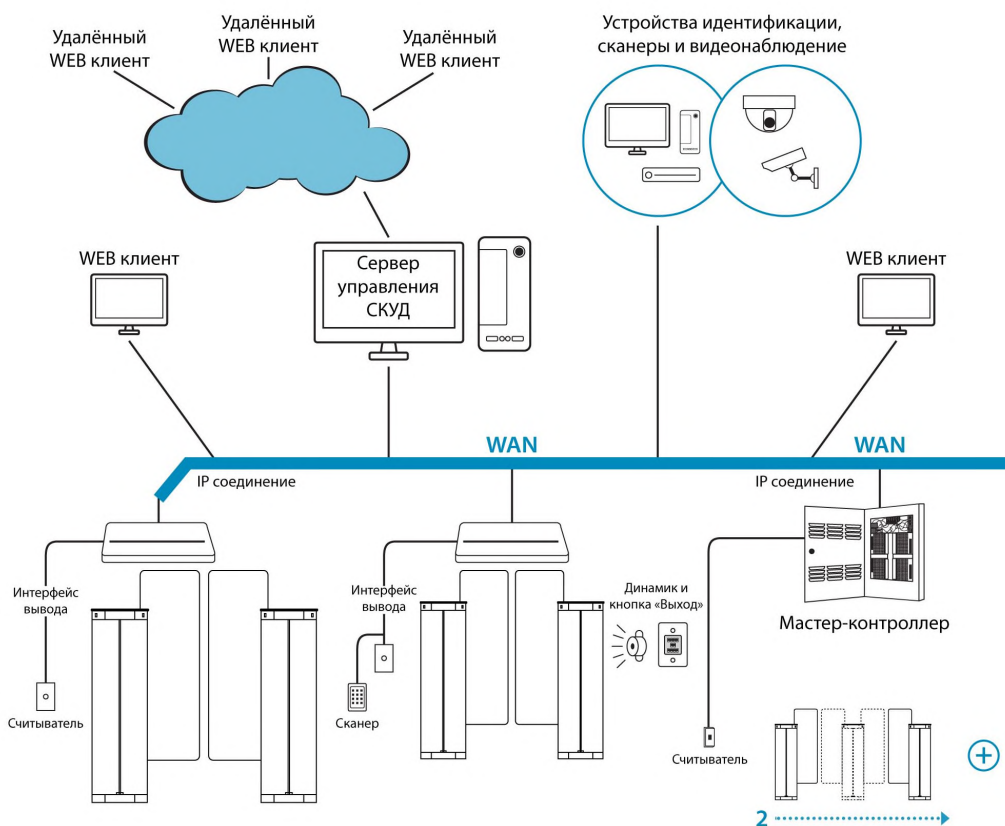 Удалённый
WEB клиент
Удалённый
WEB клиент
Удалённый
WEB клиент
Устройства идентификации,
сканеры и видеонаблюдение
WEB клиент
Сервер
управления
СКУД
WEB клиент
WAN
WAN
IP соединение
IP соединение
Интерфейс
вывода
Считыватель
Интерфейс
вывода
Сканер
Динамик и
кнопка «Выход»
Мастер-контроллер
Считыватель
2